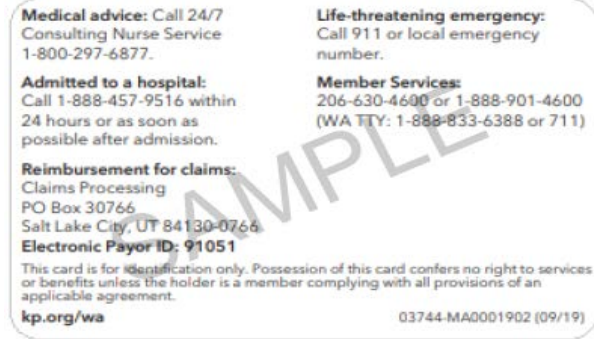 Medical advice: Call 24/7
Consulting Nurse Service
1-800-297-6877.
Admitted to a hospital:
Call 1-888-457-9516 within
24 hours or as soon as
possible after admission.
Reimbursement for claims:
Claims Processing
PO Box 30766
Salt Lake City, UT 84130-0766
Electronic Payor ID: 91051
Life-threatening emergency:
Call 911 or local emergency
number.
Member Services:
206-630-4600 or 1-888-901-4600
(WA TTY: 1-888-833-6388 or 711)
SAMPLE
This card is for identification only. Possession of this card confers no right to services
or benefits unless the holder is a member complying with all provisions of an
applicable agreement.
kp.org/wa
03744-MA0001902 (09/19)